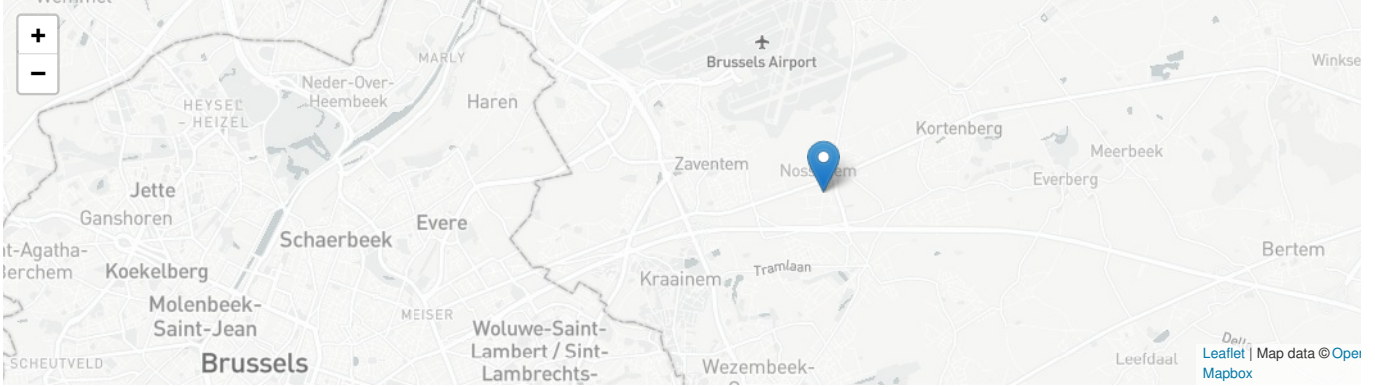 +
−
MARLY
Brussels Airport
Neder-Over-
Heembeek
HEYSEL
- HEIZEL
Haren
Kortenberg
Meerbeek
Zaventem
Everberg
Jette
Ganshoren
Evere
Schaerbeek
Bertem
Koekelberg
Kraainem
Tramlaan
Molenbeek-
Saint-Jean
MEISER
Woluwe-Saint-
Lambert / Sint-
Lambrechts-
SCHEUTVELD
Brussels
Wezembeek-
Leefdaal
Leaflet | Map data © Open
Mapbox